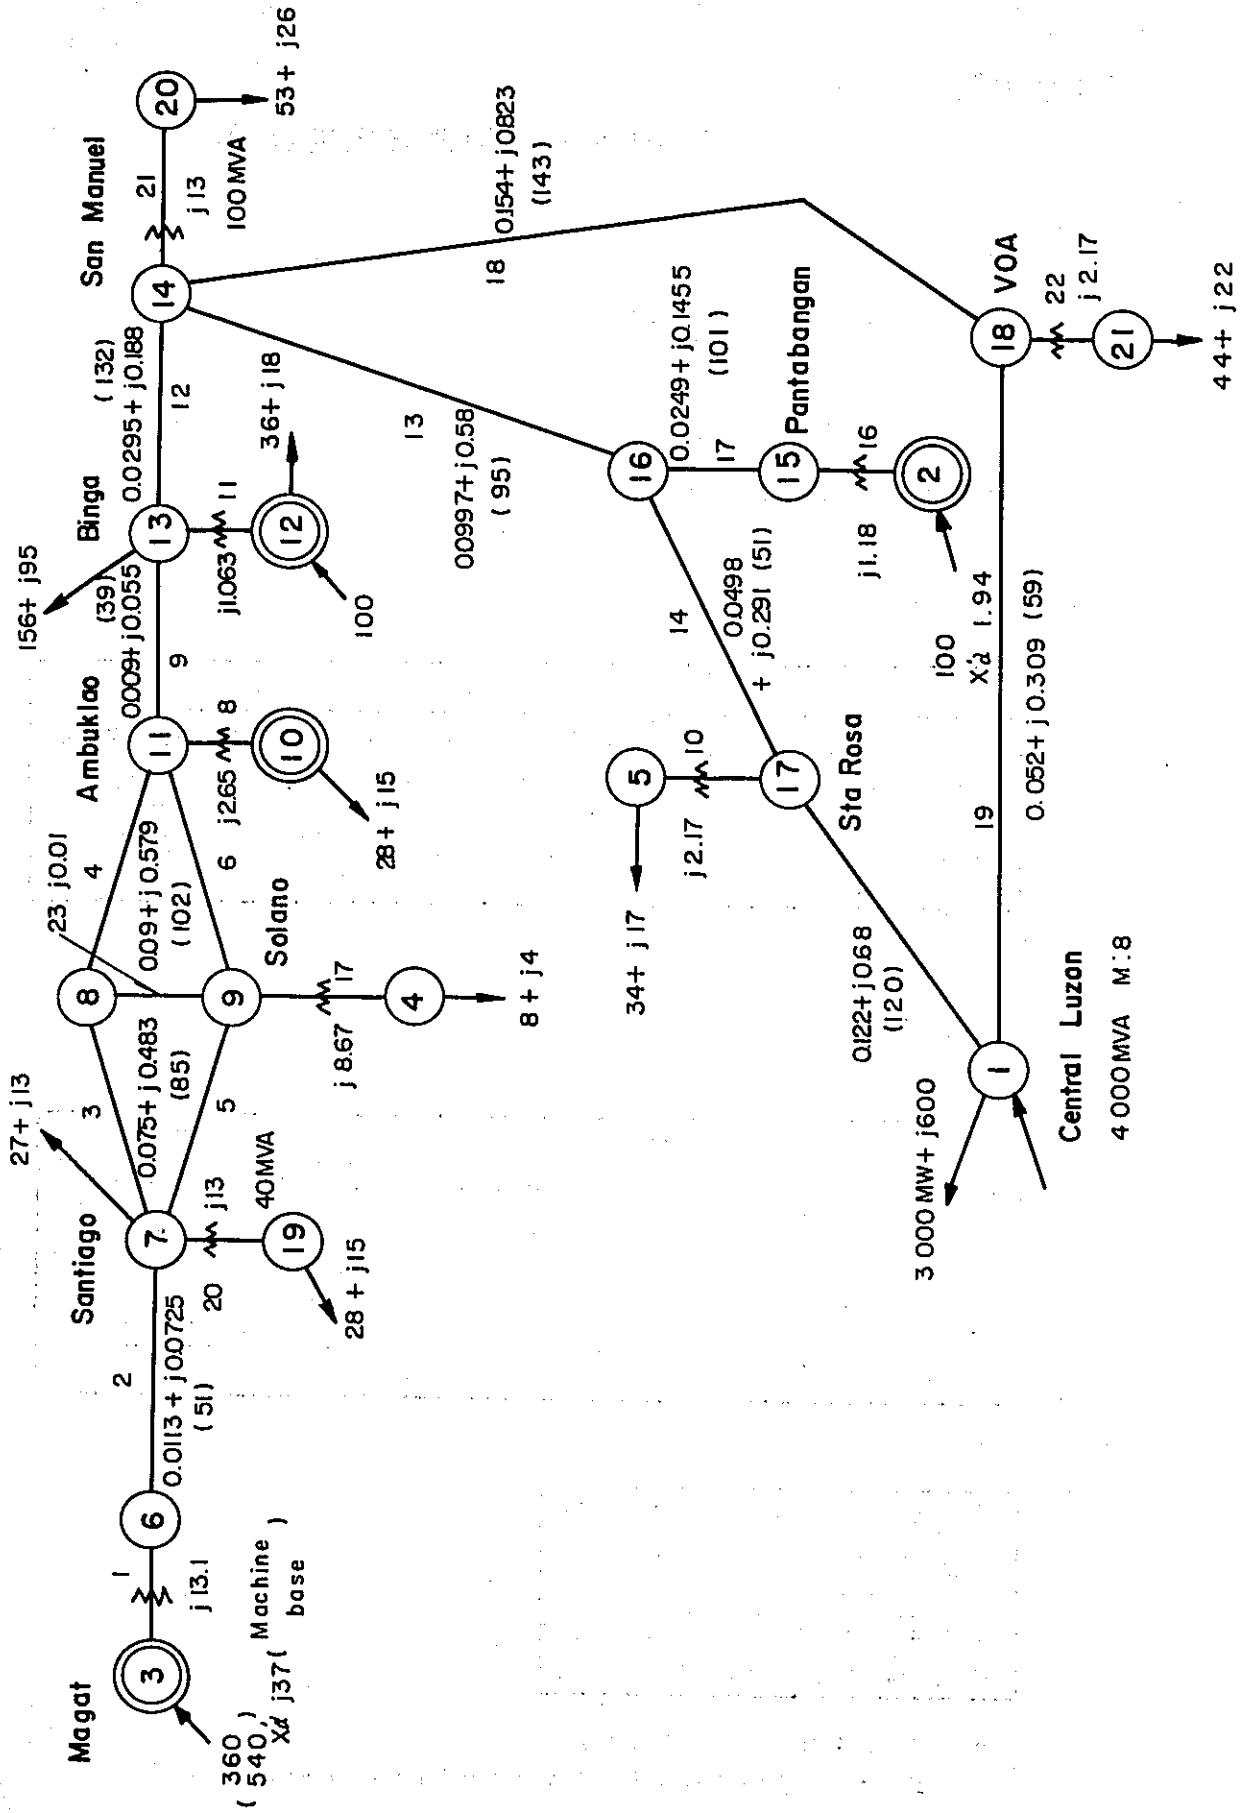 Magat
3
360
( 540, )
X'd j37 ( Machine
base )
1
j13.1
6
2
0.0113 + j0.0725
(51)
Santiago
7
27+ j13
20
j13
40MVA
19
28 + j15
3
0.075+ j0.483
(85)
5
8
23 j0.01
9
Solano
17
j 8.67
4
8 + j4
4
0.09+ j0.579
(102)
6
Ambuklao
11
j2.65
8
10
28+ j15
9
0.009+ j0.055
(39)
Binga
13
156+ j95
11
j1.063
12
100
36+ j18
(132)
0.0295+ j0.188
12
San Manuel
14
21
j13
100MVA
20
53+ j26
18
0.154+ j0.823
(143)
13
0.0997+ j0.58
( 95)
16
0.0249+ j0.1455
(101)
17
15
Pantabangan
16
j1.18
2
100
X'd 1.94
14
0.0498
+ j0.291 (51)
17
Sta Rosa
10
j2.17
5
34+ j17
0.122+ j0.68
(120)
18
VOA
22
j 2.17
21
44+ j22
19
0.052+ j0.309 (59)
1
3000MW+ j600
Central Luzon
4000MVA M:8